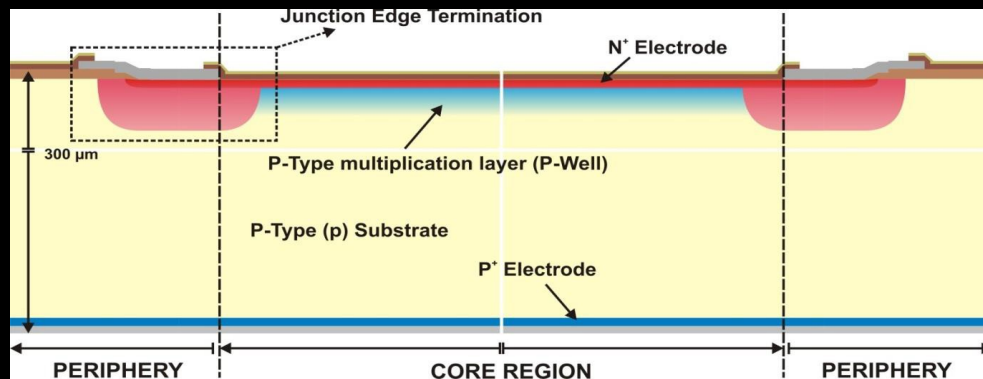 Junction Edge Termination
N+ Electrode
300 µm
P-Type multiplication layer (P-Well)
P-Type (p) Substrate
P+ Electrode
PERIPHERY
CORE REGION
PERIPHERY